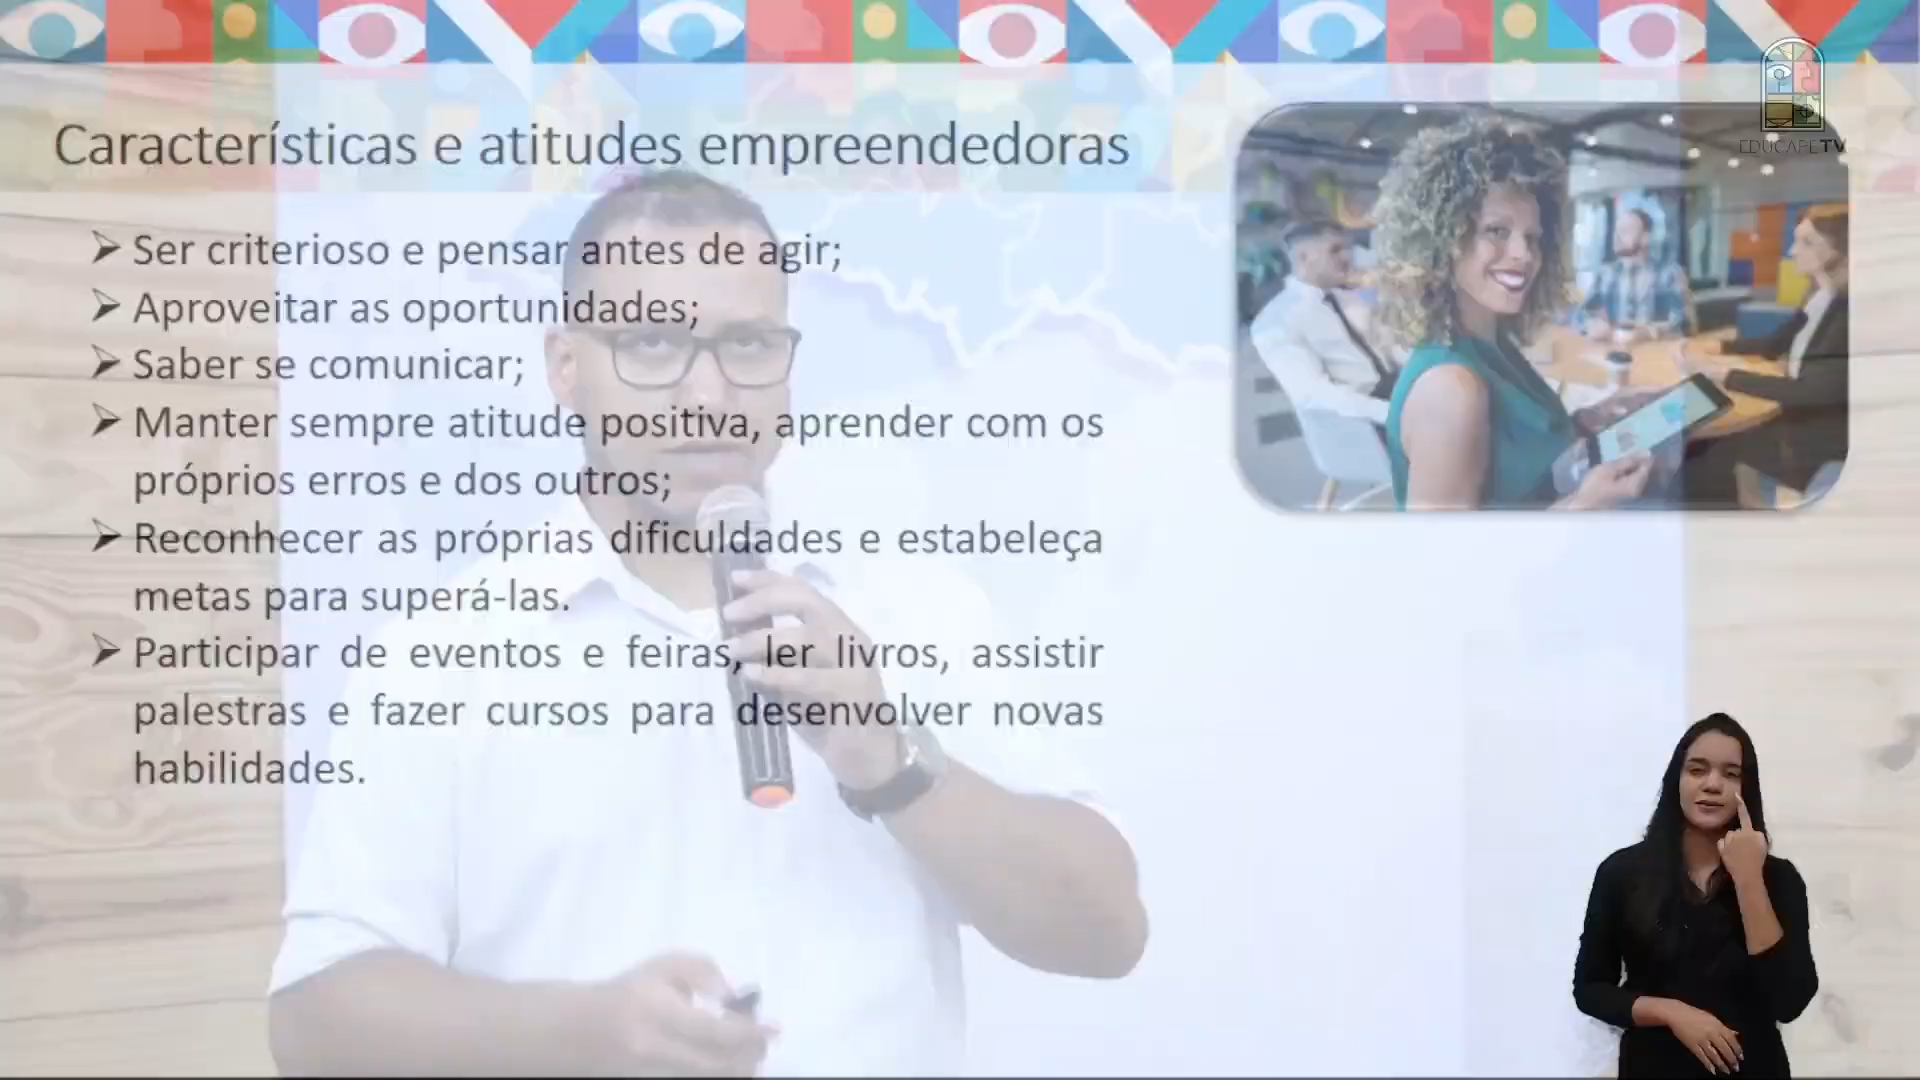 EDUCAPETV
Características e atitudes empreendedoras
➢ Ser criterioso e pensar antes de agir;
➢ Aproveitar as oportunidades;
➢ Saber se comunicar;
➢ Manter sempre atitude positiva, aprender com os
próprios erros e dos outros;
➢ Reconhecer as próprias dificuldades e estabeleça
metas para superá-las.
➢ Participar de eventos e feiras, ler livros, assistir
palestras e fazer cursos para desenvolver novas
habilidades.